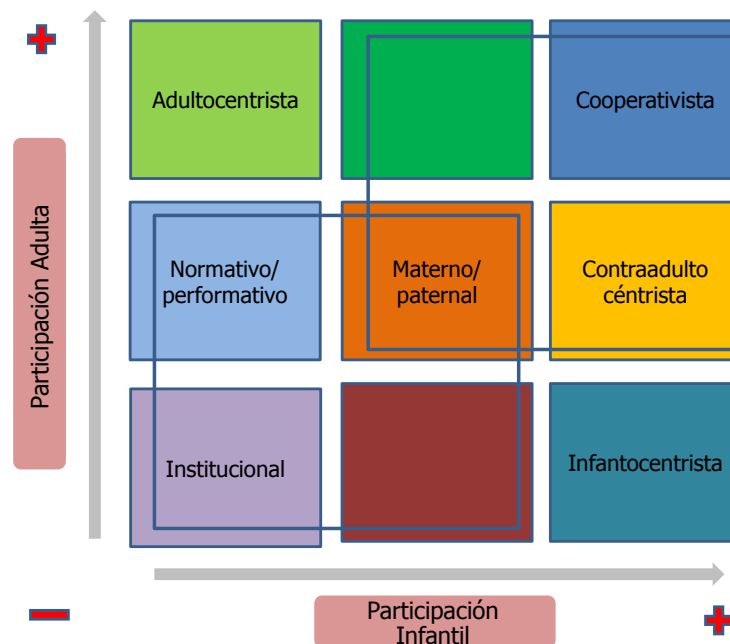 Adultocentrista
Cooperativista
Participación Adulta
Normativo/
performativo
Materno/
paternal
Contraadulto
céntrista
Institucional
Infantocentrista
Participación
Infantil